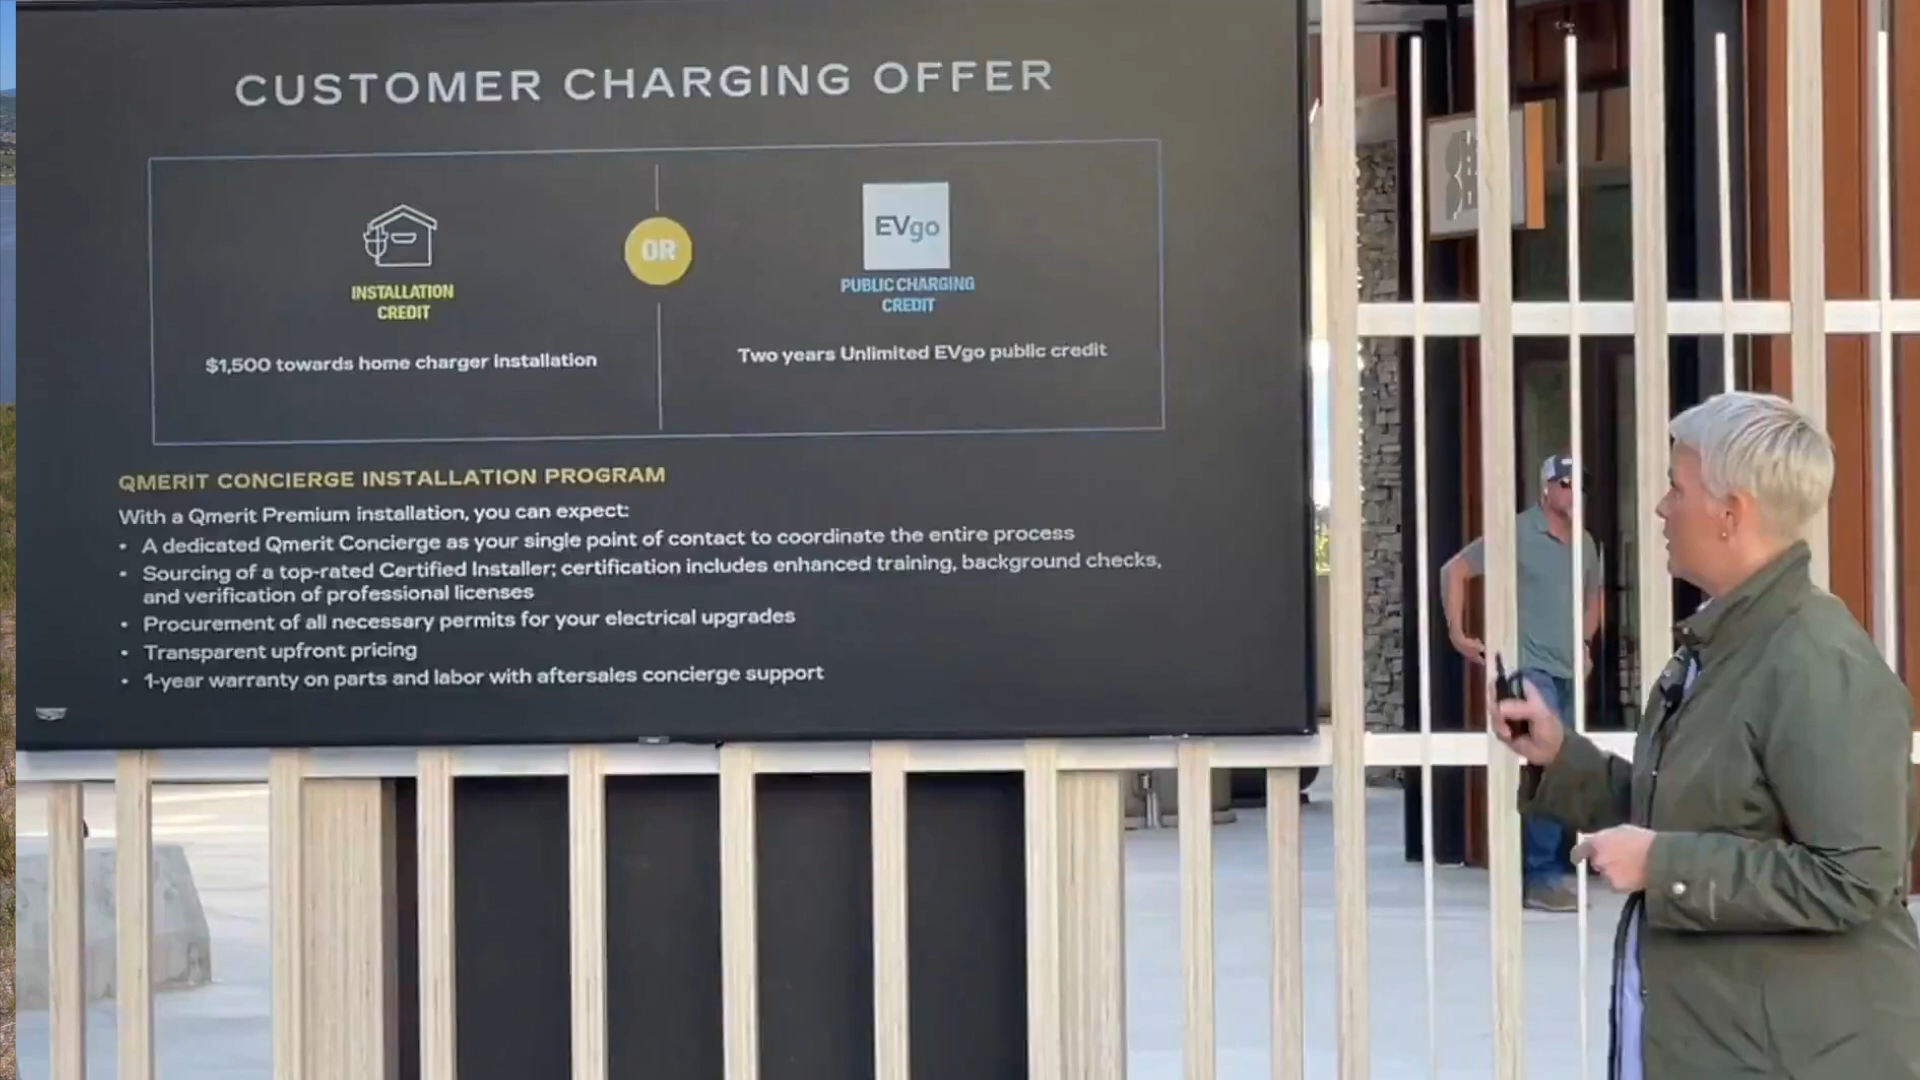 CUSTOMER CHARGING OFFER
INSTALLATION
CREDIT
$1,500 towards home charger installation
OR
EVgo
PUBLIC CHARGING
CREDIT
Two years Unlimited EVgo public credit
QMERIT CONCIERGE INSTALLATION PROGRAM
With a Qmerit Premium installation, you can expect:
• A dedicated Qmerit Concierge as your single point of contact to coordinate the entire process
• Sourcing of a top-rated Certified Installer; certification includes enhanced training, background checks,
and verification of professional licenses
• Procurement of all necessary permits for your electrical upgrades
• Transparent upfront pricing
• 1-year warranty on parts and labor with aftersales concierge support